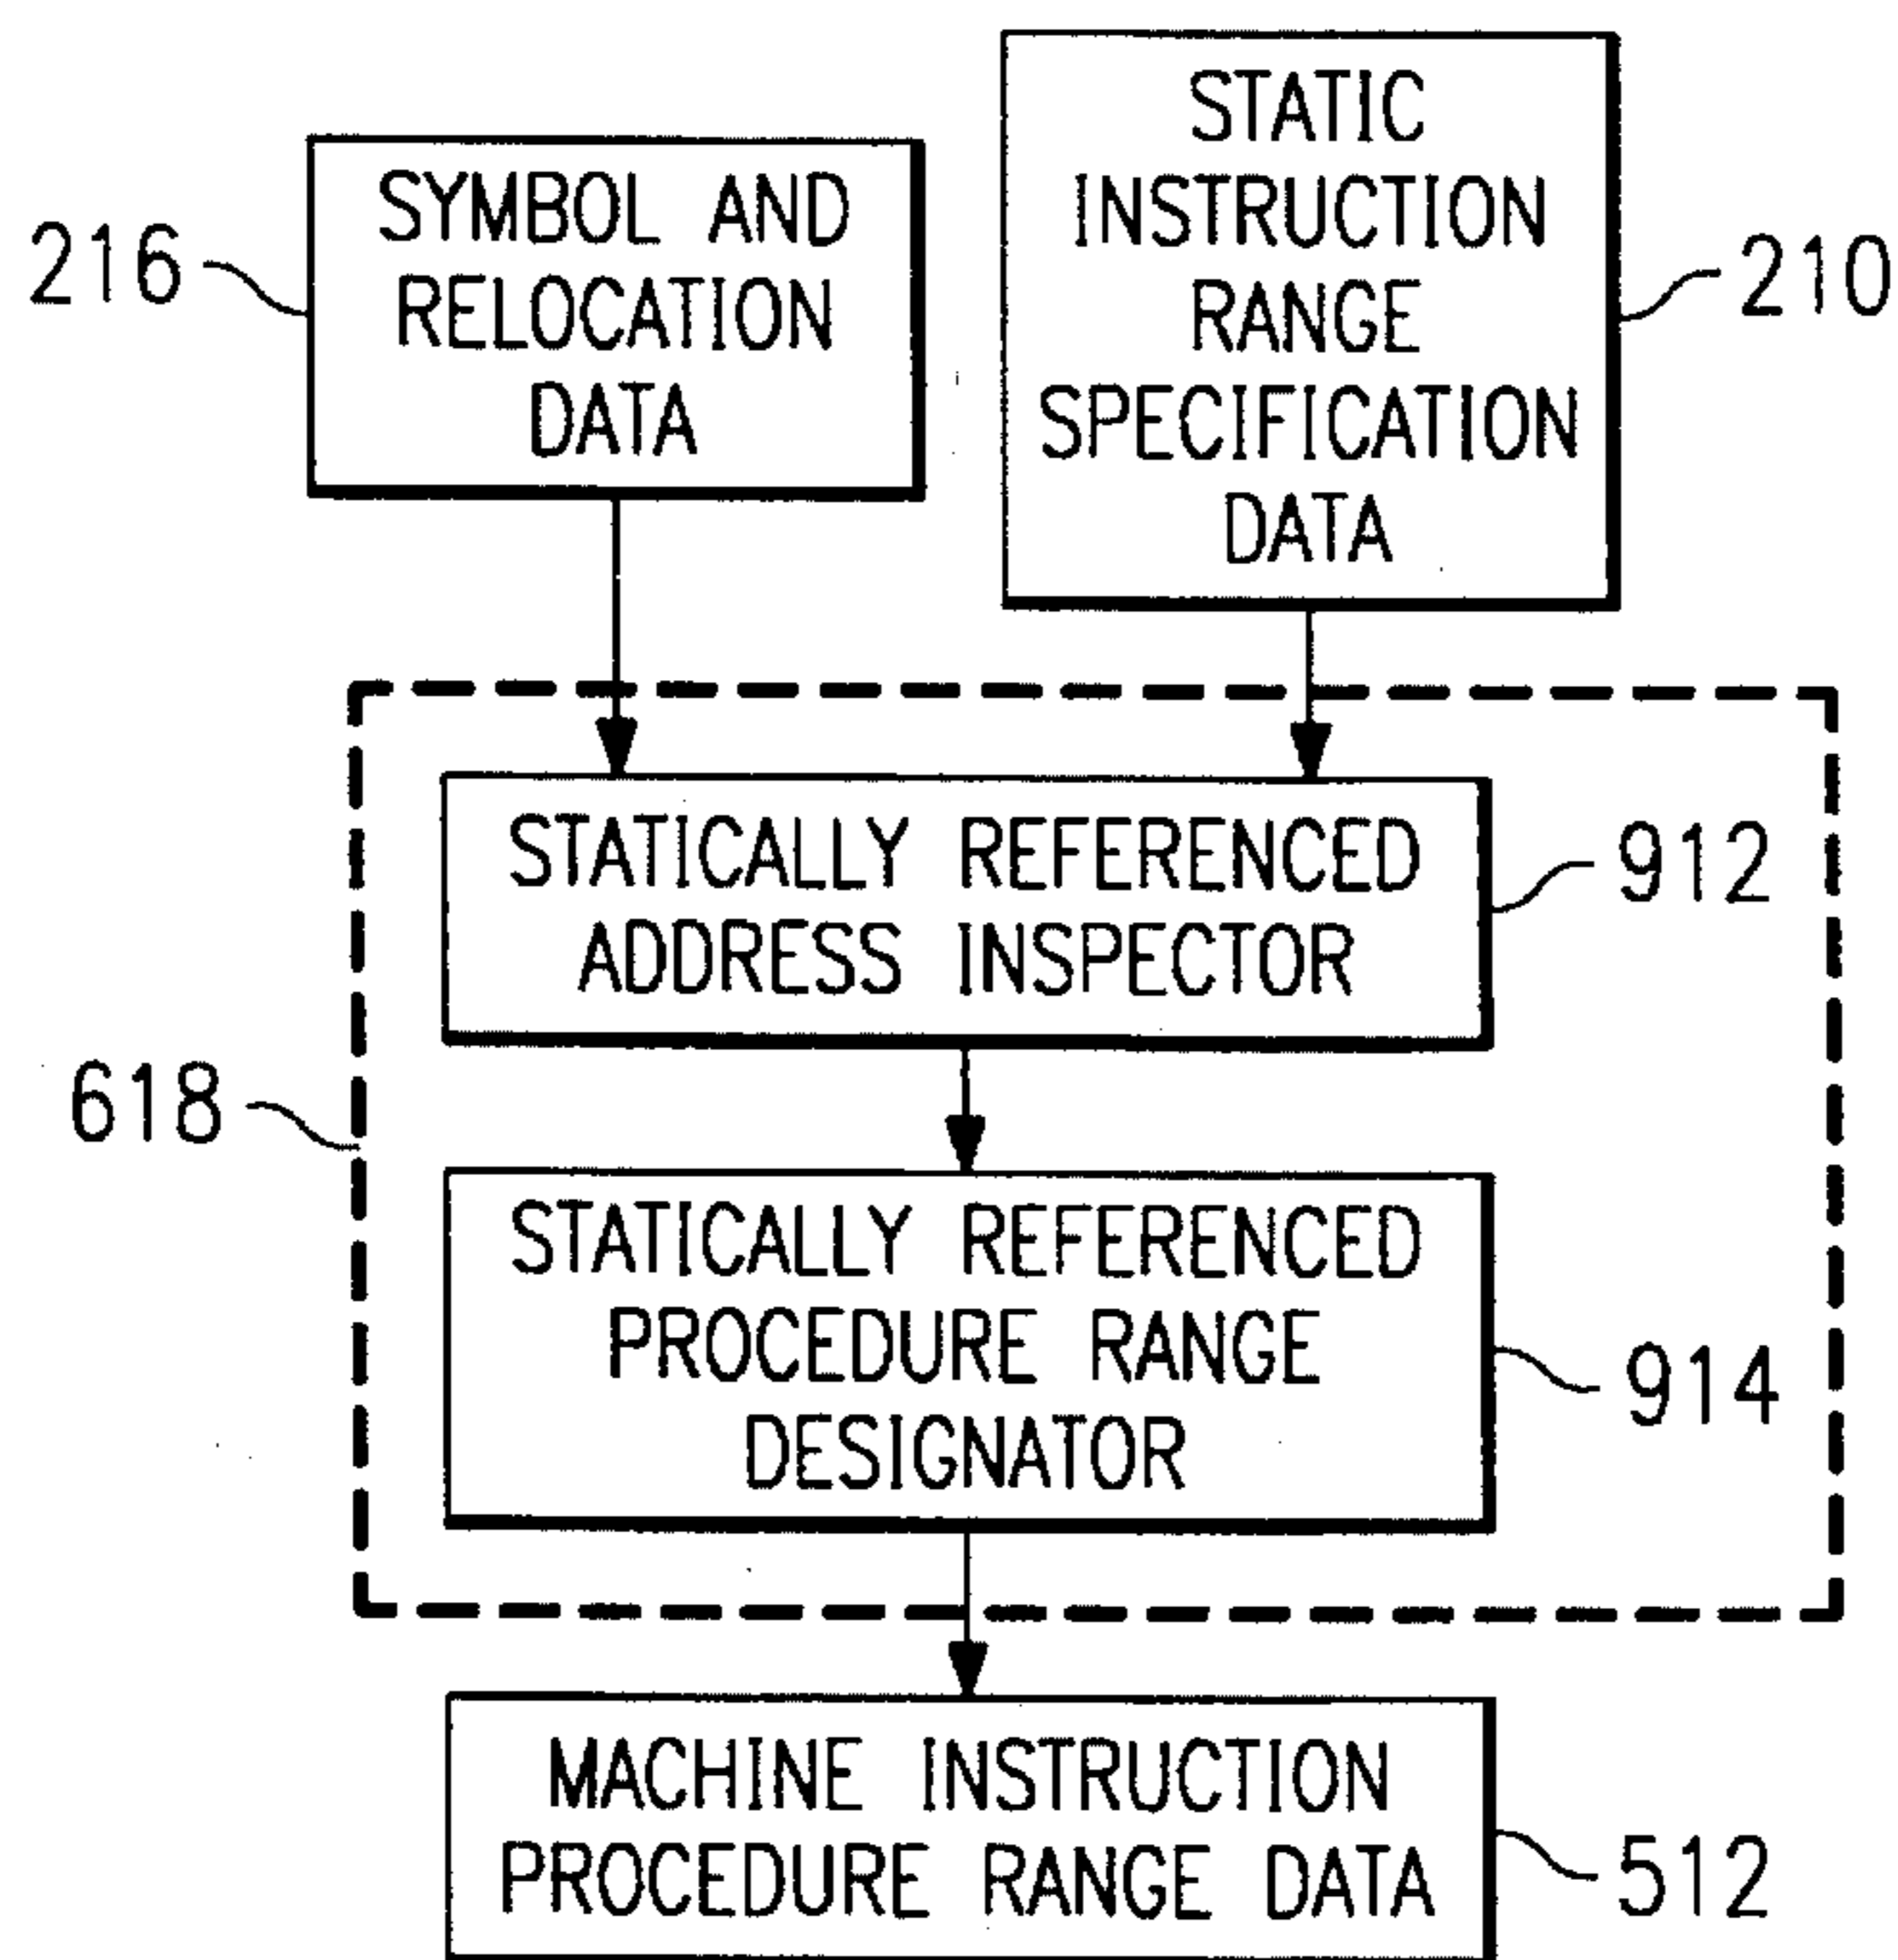 216
SYMBOL AND
RELOCATION
DATA
STATIC
INSTRUCTION
RANGE
SPECIFICATION
DATA
210
STATICALLY REFERENCED
ADDRESS INSPECTOR
912
618
STATICALLY REFERENCED
PROCEDURE RANGE
DESIGNATOR
914
MACHINE INSTRUCTION
PROCEDURE RANGE DATA
512